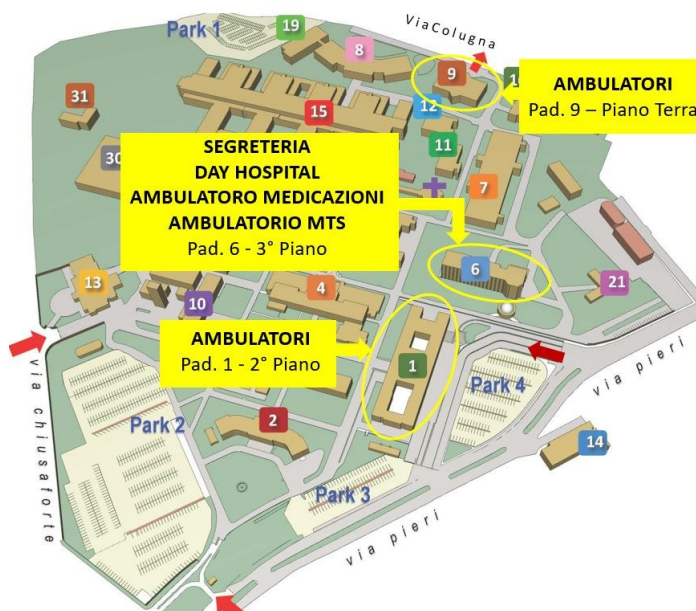 19
Park 1
8
ViaColugna
9
AMBULATORI
Pad. 9 – Piano Terra
31
15
12
30
SEGRETERIA
DAY HOSPITAL
AMBULATORO MEDICAZIONI
AMBULATORIO MTS
Pad. 6 - 3° Piano
11
7
6
13
10
4
21
AMBULATORI
Pad. 1 - 2° Piano
1
via chiusaforte
Park 4
via pieri
Park 2
2
14
Park 3
via pieri